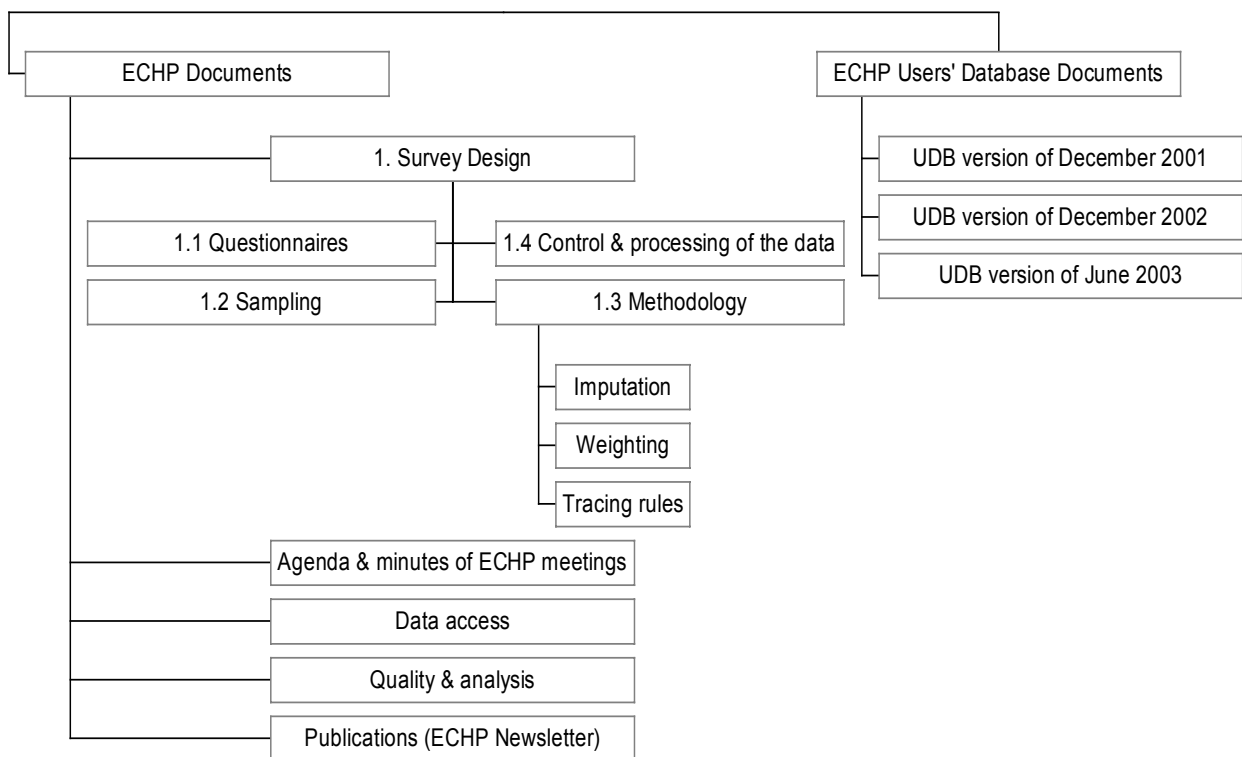 ECHP Documents
ECHP Users' Database Documents
1. Survey Design
UDB version of December 2001
UDB version of December 2002
UDB version of June 2003
1.1 Questionnaires
1.4 Control & processing of the data
1.2 Sampling
1.3 Methodology
Imputation
Weighting
Tracing rules
Agenda & minutes of ECHP meetings
Data access
Quality & analysis
Publications (ECHP Newsletter)